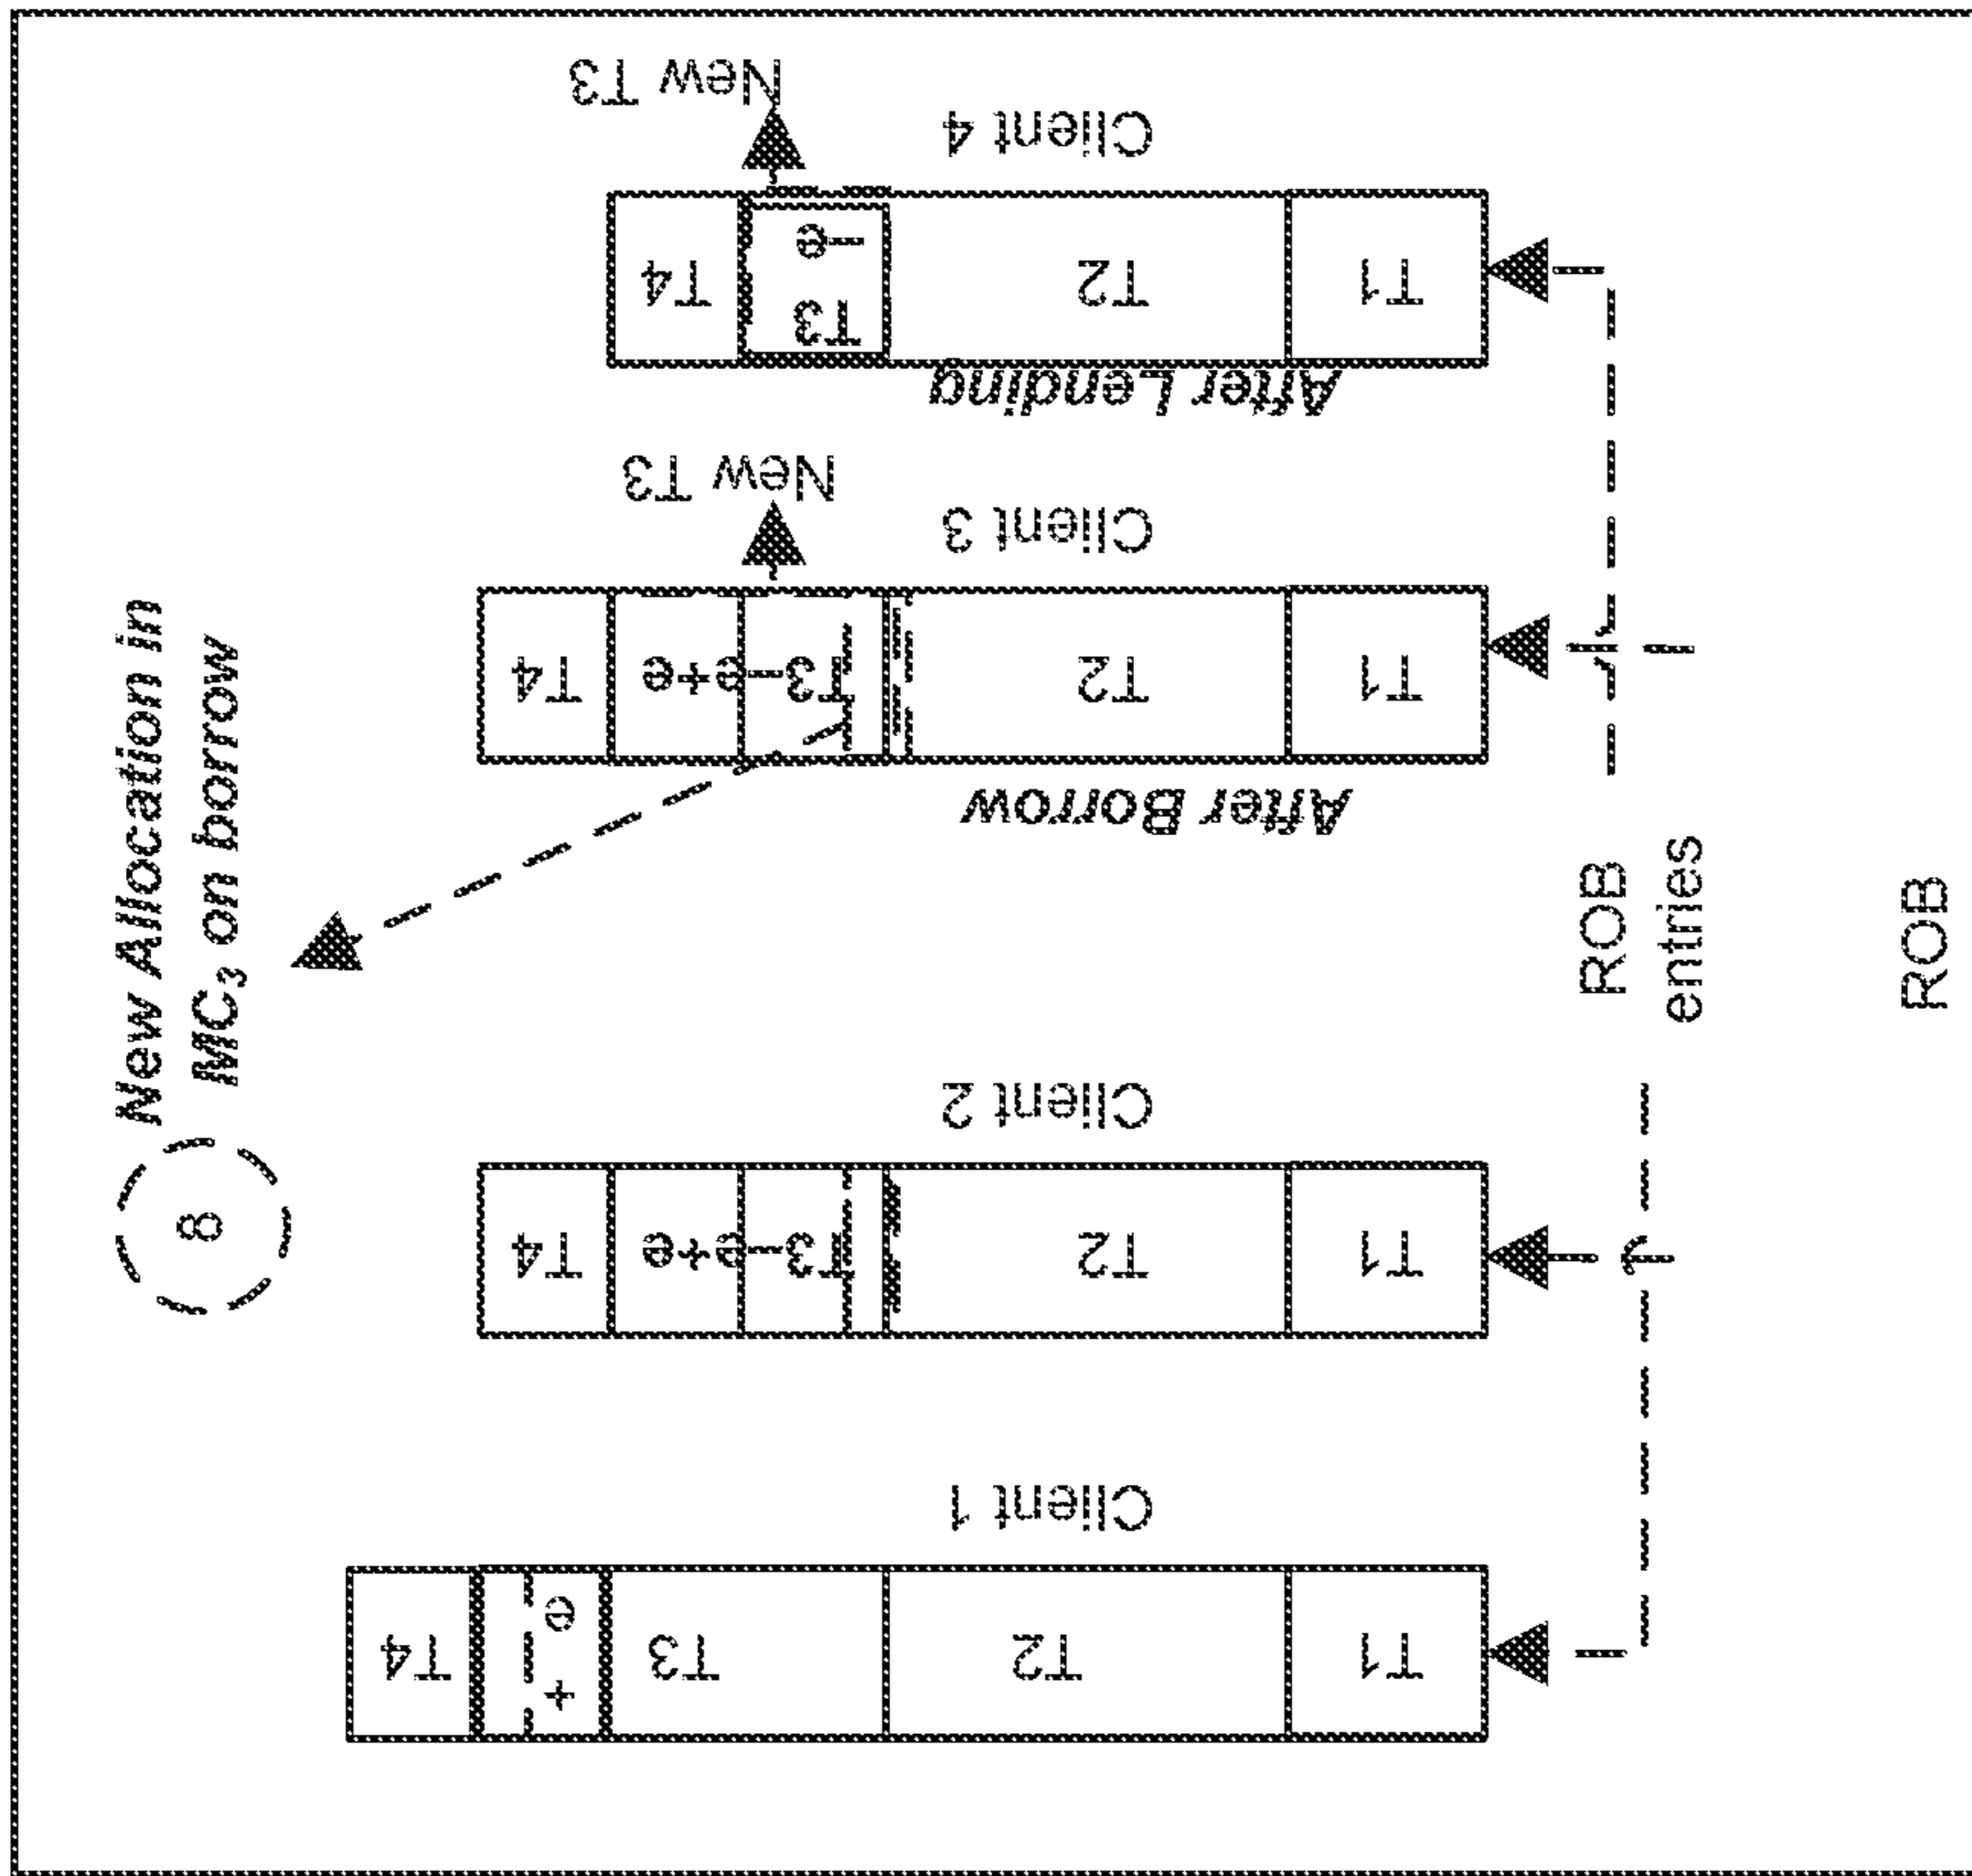 New Allocation in
MC3 on borrow
8
New T3
Client 4
T4
T3
–e
T2
T1
After Lending
New T3
Client 3
T4
T3–e+e
T2
T1
After Borrow
Client 2
T4
T3–e+e
T2
T1
Client 1
T4
+ e
T3
T2
T1
ROB
entries
ROB